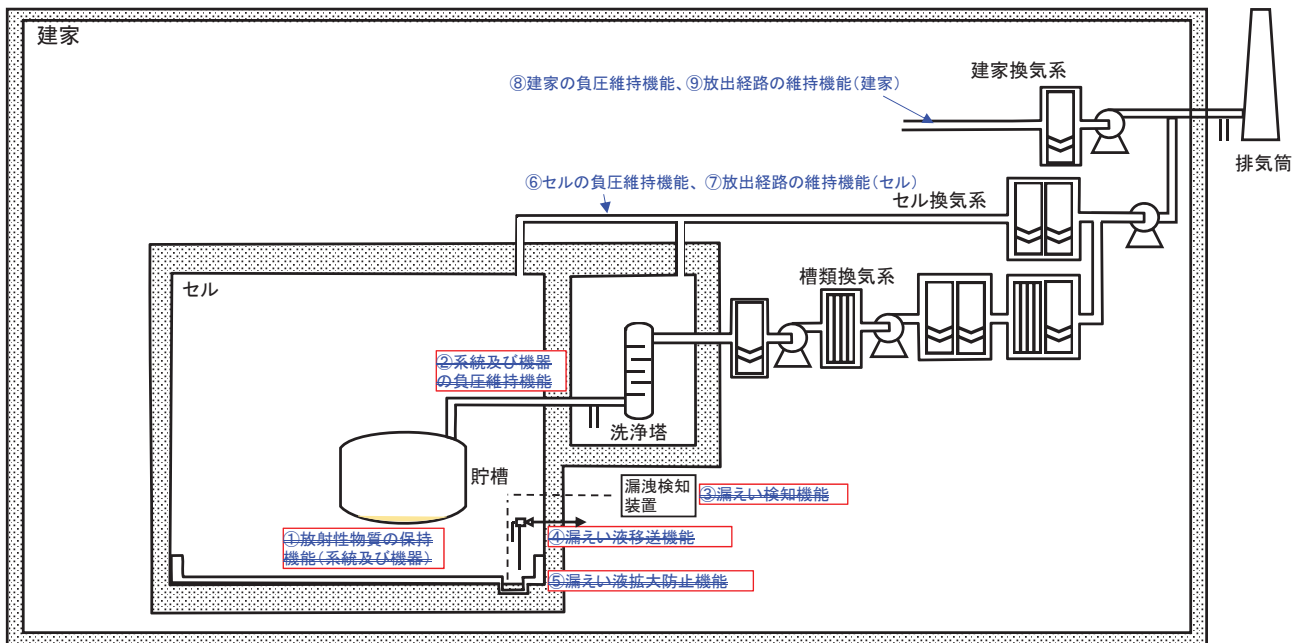 建家
⑧建家の負圧維持機能、⑨放出経路の維持機能(建家)
建家換気系
排気筒
⑥セルの負圧維持機能、⑦放出経路の維持機能(セル)
セル換気系
セル
槽類換気系
②系統及び機器
の負圧維持機能
洗浄塔
貯槽
漏洩検知
装置
③漏えい検知機能
①放射性物質の保持
機能(系統及び機器)
④漏えい液移送機能
⑤漏えい液拡大防止機能